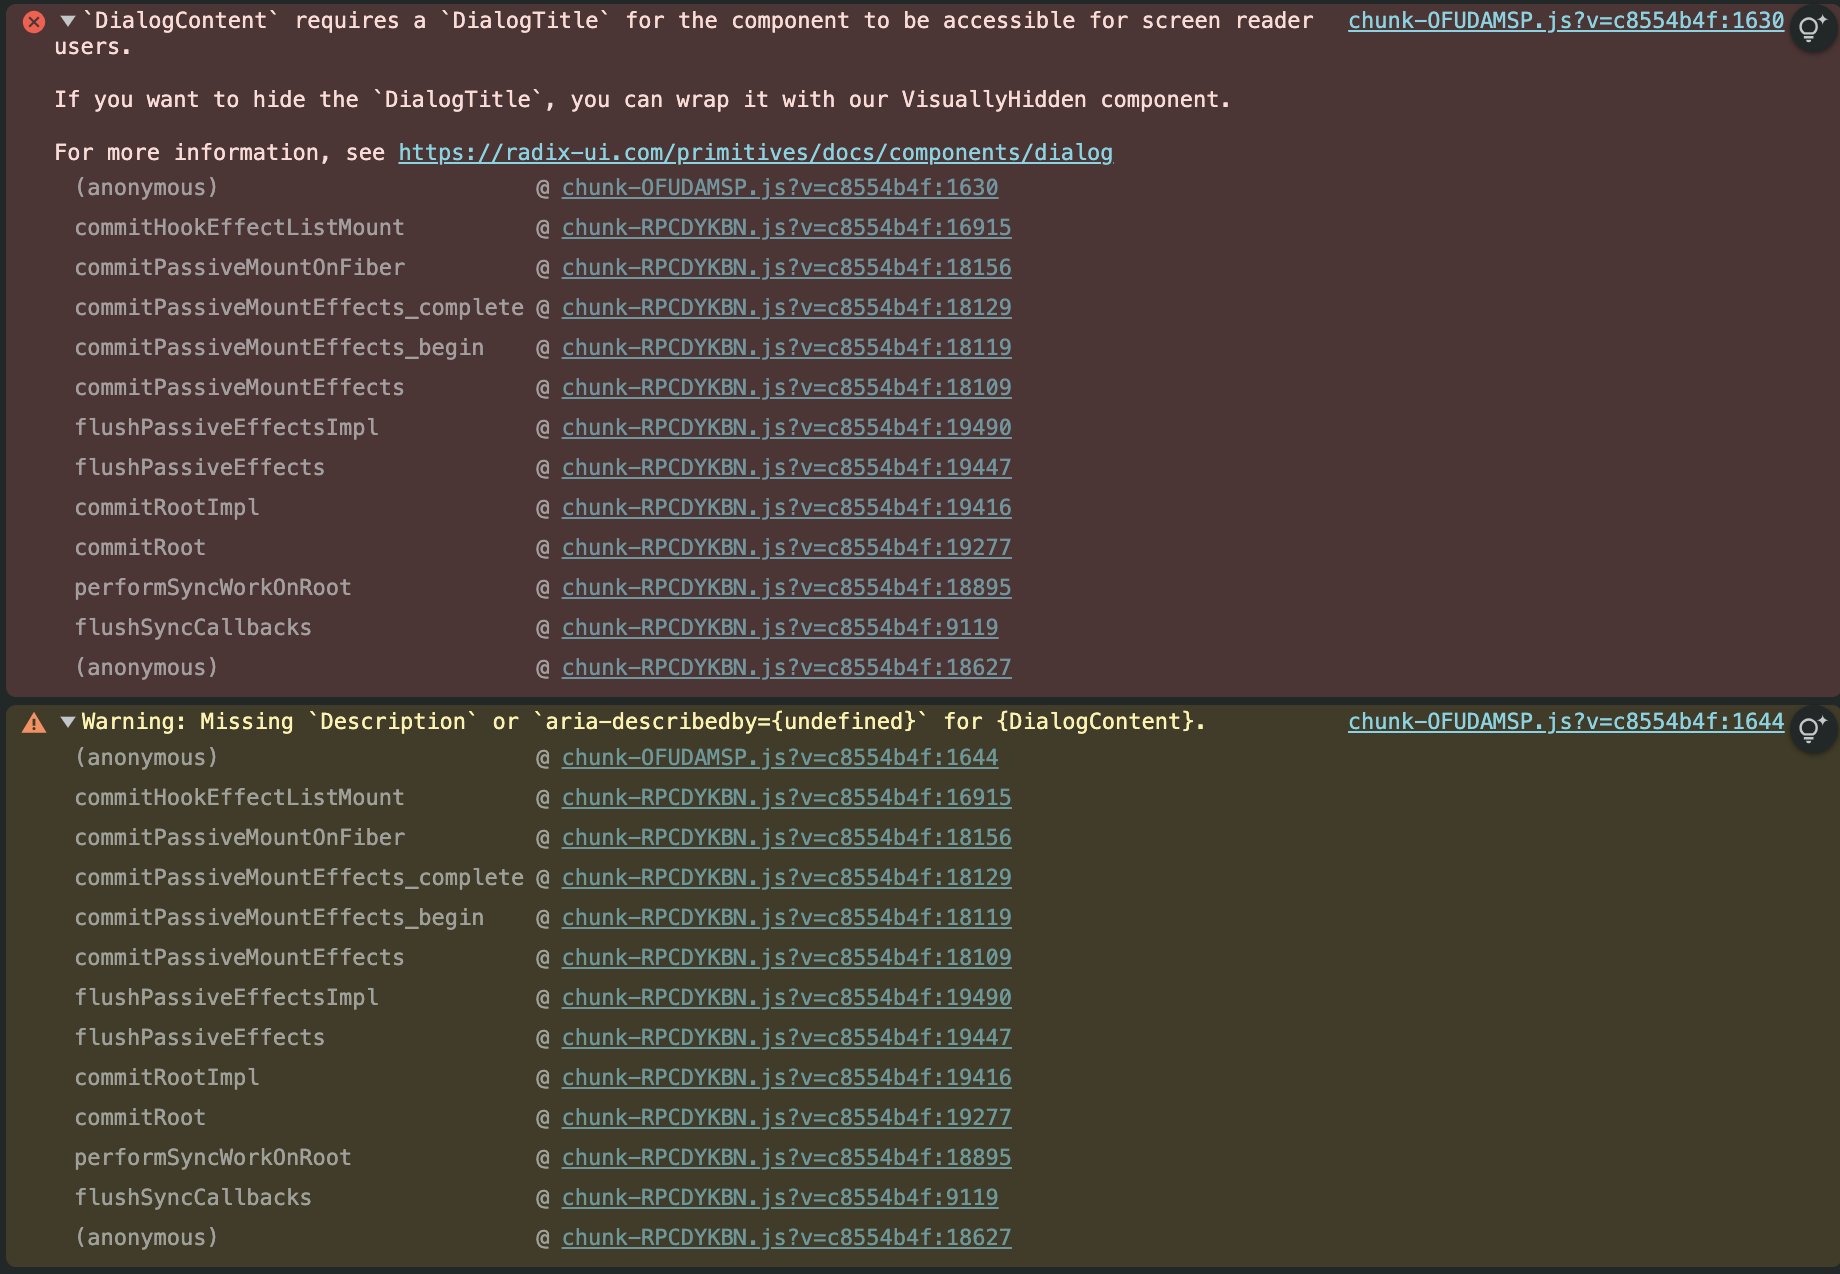 `DialogContent` requires a `DialogTitle` for the component to be accessible for screen reader chunk-OFUDAMSP.js?v=c8554b4f:1630
users.
If you want to hide the `DialogTitle`, you can wrap it with our VisuallyHidden component.
For more information, see https://radix-ui.com/primitives/docs/components/dialog
(anonymous) @ chunk-OFUDAMSP.js?v=c8554b4f:1630
commitHookEffectListMount @ chunk-RPCDYKBN.js?v=c8554b4f:16915
commitPassiveMountOnFiber @ chunk-RPCDYKBN.js?v=c8554b4f:18156
commitPassiveMountEffects_complete @ chunk-RPCDYKBN.js?v=c8554b4f:18129
commitPassiveMountEffects_begin @ chunk-RPCDYKBN.js?v=c8554b4f:18119
commitPassiveMountEffects @ chunk-RPCDYKBN.js?v=c8554b4f:18109
flushPassiveEffectsImpl @ chunk-RPCDYKBN.js?v=c8554b4f:19490
flushPassiveEffects @ chunk-RPCDYKBN.js?v=c8554b4f:19447
commitRootImpl @ chunk-RPCDYKBN.js?v=c8554b4f:19416
commitRoot @ chunk-RPCDYKBN.js?v=c8554b4f:19277
performSyncWorkOnRoot @ chunk-RPCDYKBN.js?v=c8554b4f:18895
flushSyncCallbacks @ chunk-RPCDYKBN.js?v=c8554b4f:9119
(anonymous) @ chunk-RPCDYKBN.js?v=c8554b4f:18627
Warning: Missing `Description` or `aria-describedby={undefined}` for {DialogContent}. chunk-OFUDAMSP.js?v=c8554b4f:1644
(anonymous) @ chunk-OFUDAMSP.js?v=c8554b4f:1644
commitHookEffectListMount @ chunk-RPCDYKBN.js?v=c8554b4f:16915
commitPassiveMountOnFiber @ chunk-RPCDYKBN.js?v=c8554b4f:18156
commitPassiveMountEffects_complete @ chunk-RPCDYKBN.js?v=c8554b4f:18129
commitPassiveMountEffects_begin @ chunk-RPCDYKBN.js?v=c8554b4f:18119
commitPassiveMountEffects @ chunk-RPCDYKBN.js?v=c8554b4f:18109
flushPassiveEffectsImpl @ chunk-RPCDYKBN.js?v=c8554b4f:19490
flushPassiveEffects @ chunk-RPCDYKBN.js?v=c8554b4f:19447
commitRootImpl @ chunk-RPCDYKBN.js?v=c8554b4f:19416
commitRoot @ chunk-RPCDYKBN.js?v=c8554b4f:19277
performSyncWorkOnRoot @ chunk-RPCDYKBN.js?v=c8554b4f:18895
flushSyncCallbacks @ chunk-RPCDYKBN.js?v=c8554b4f:9119
(anonymous) @ chunk-RPCDYKBN.js?v=c8554b4f:18627